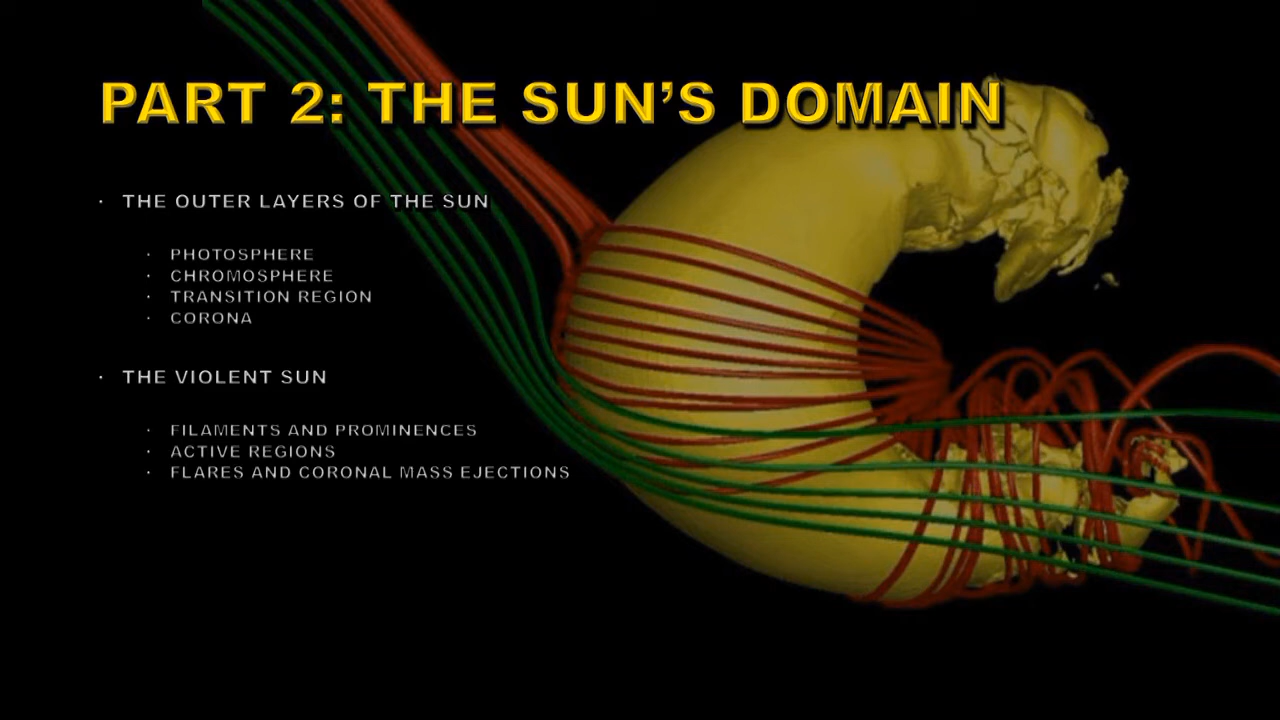 PART 2: THE SUN’S DOMAIN
· THE OUTER LAYERS OF THE SUN
· PHOTOSPHERE
· CHROMOSPHERE
· TRANSITION REGION
· CORONA
· THE VIOLENT SUN
· FILAMENTS AND PROMINENCES
· ACTIVE REGIONS
· FLARES AND CORONAL MASS EJECTIONS